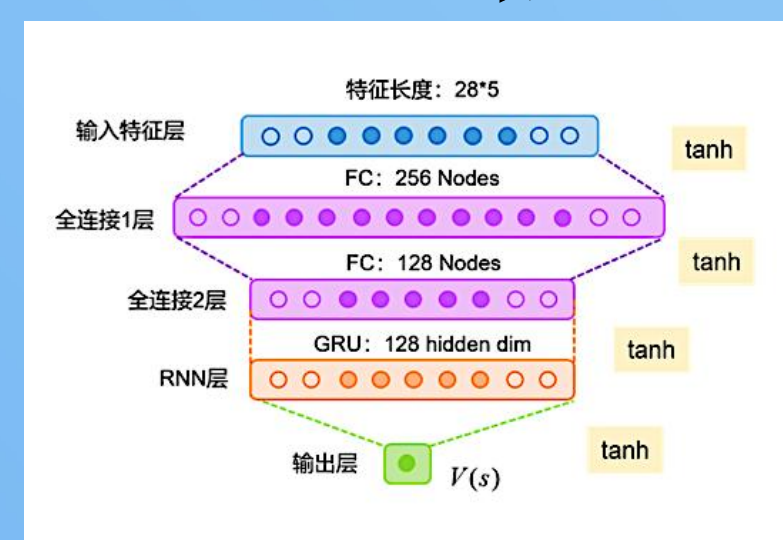 特征长度：28*5
输入特征层
tanh
FC：256 Nodes
全连接1层
tanh
FC：128 Nodes
全连接2层
GRU：128 hidden dim
tanh
RNN层
输出层
V(s)
tanh